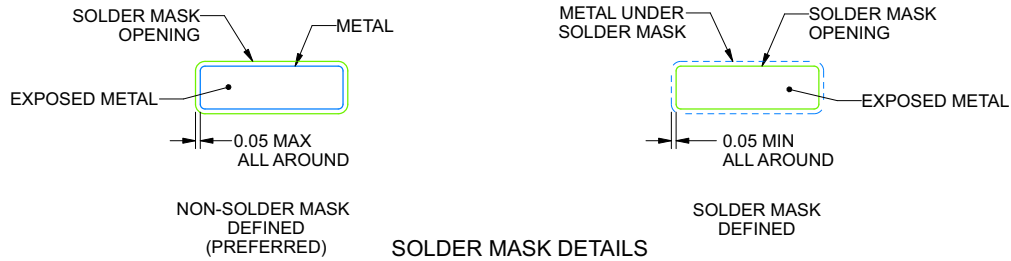 SOLDER MASK
OPENING
METAL
EXPOSED METAL
0.05 MAX
ALL AROUND
NON-SOLDER MASK
DEFINED
(PREFERRED)
METAL UNDER
SOLDER MASK
SOLDER MASK
OPENING
EXPOSED METAL
0.05 MIN
ALL AROUND
SOLDER MASK
DEFINED
SOLDER MASK DETAILS